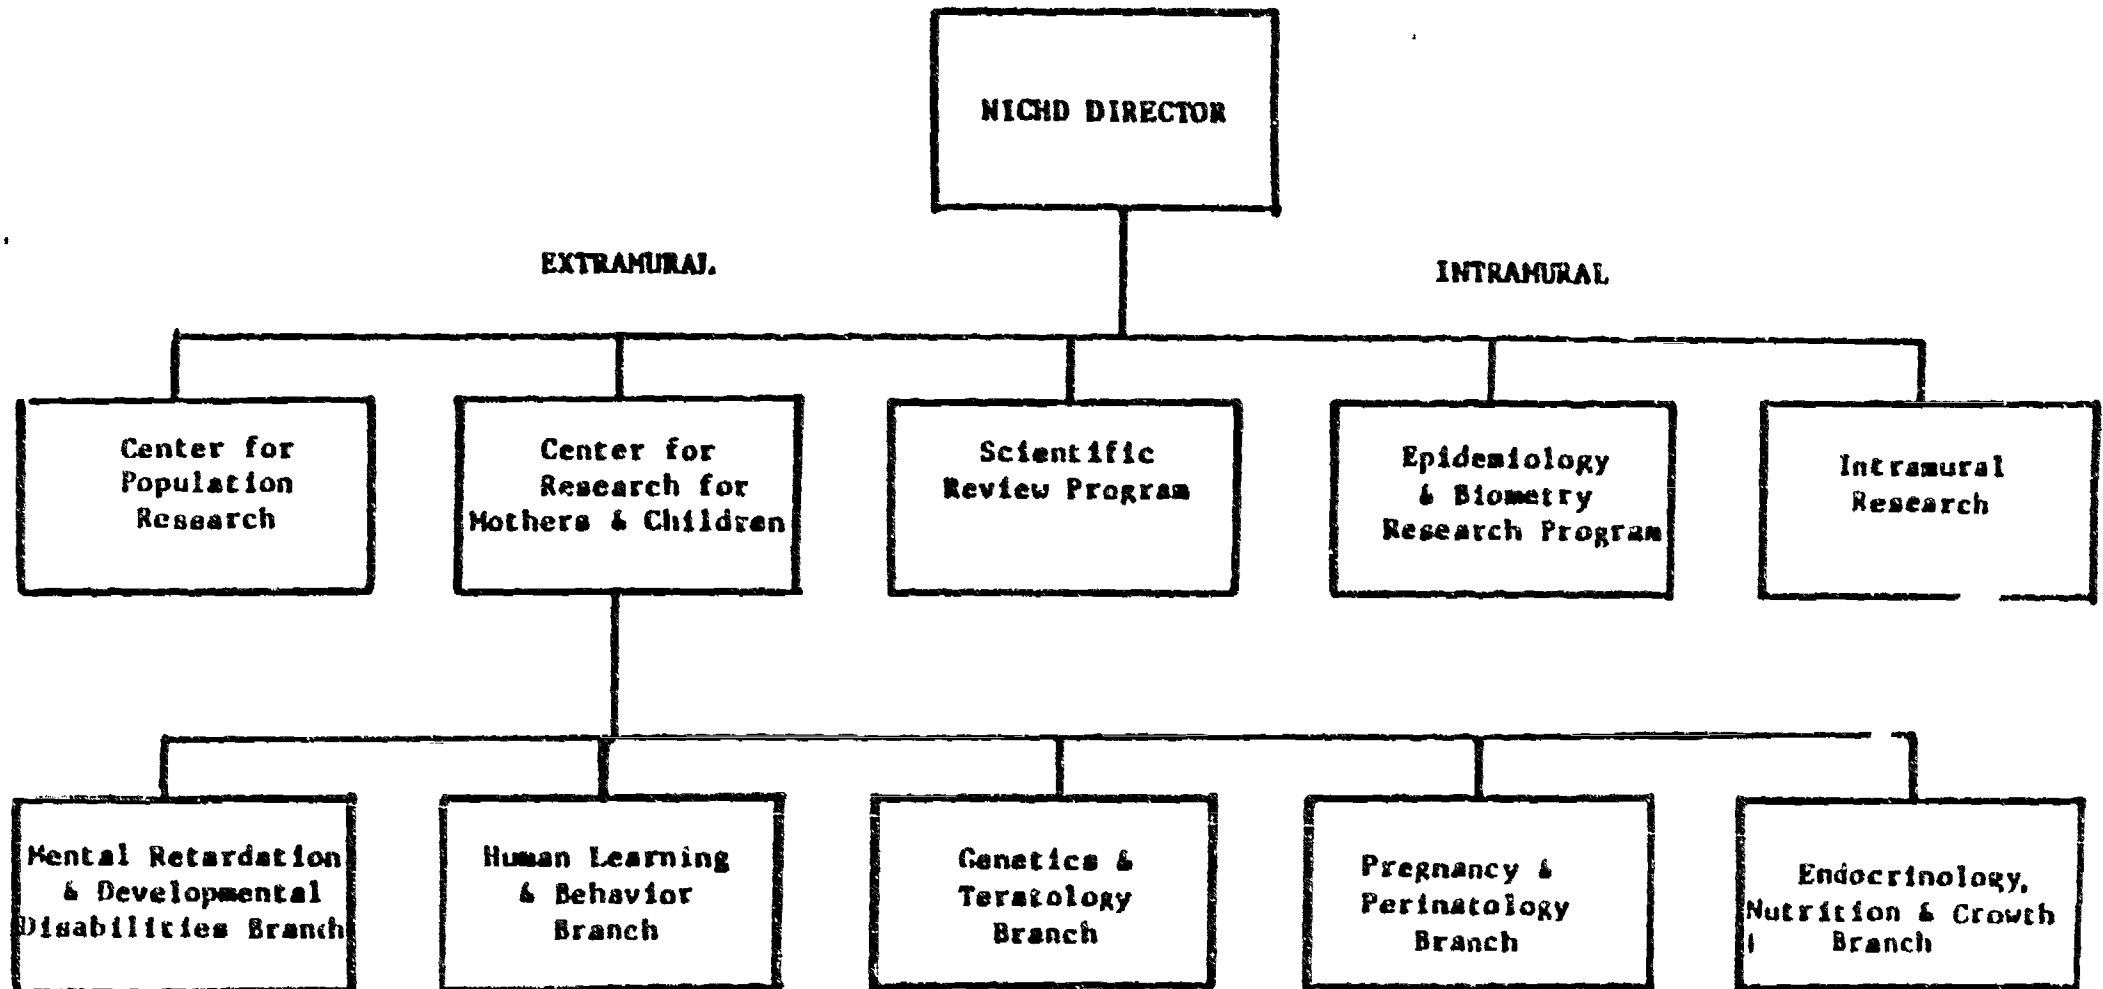 NICHD DIRECTOR
EXTRAMURAL
INTRAMURAL
Center for
Population
Research
Center for
Research for
Mothers & Children
Scientific
Review Program
Epidemiology
& Biometry
Research Program
Intramural
Research
Mental Retardation
& Developmental
Disabilities Branch
Human Learning
& Behavior
Branch
Genetics &
Teratology
Branch
Pregnancy &
Perinatology
Branch
Endocrinology,
Nutrition & Growth
Branch